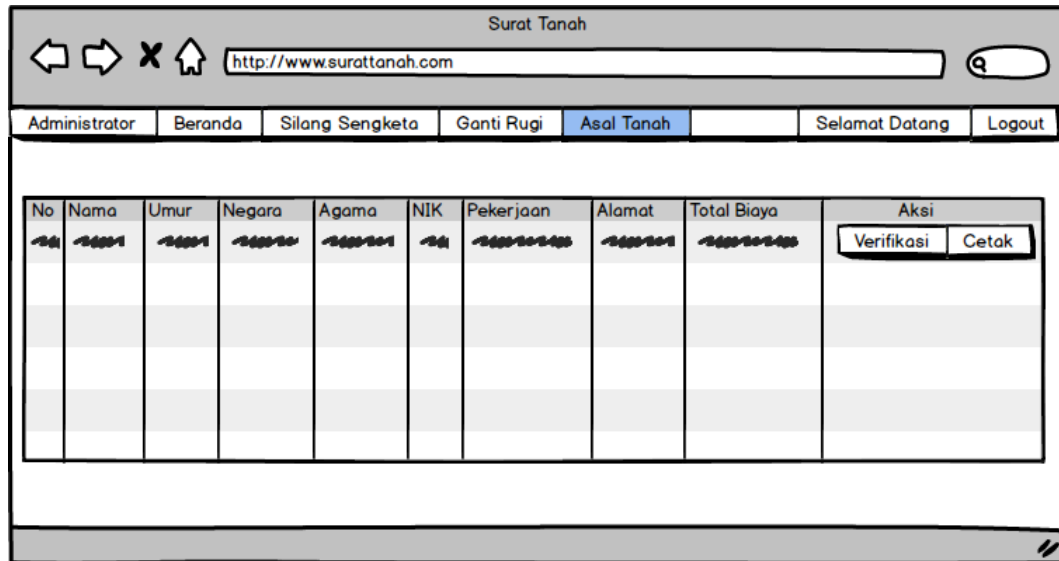 Surat Tanah
http://www.surattanah.com
Administrator Beranda Silang Sengketa Ganti Rugi Asal Tanah Selamat Datang Logout
No Nama Umur Negara Agama NIK Pekerjaan Alamat Total Biaya Aksi
Verifikasi Cetak